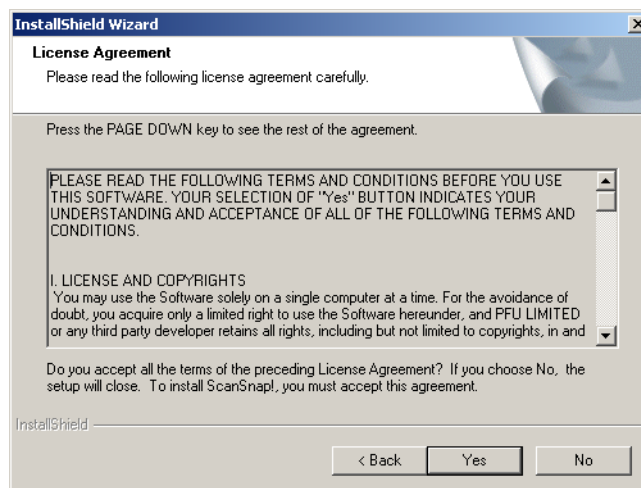 InstallShield Wizard
License Agreement
Please read the following license agreement carefully.
Press the PAGE DOWN key to see the rest of the agreement.
PLEASE READ THE FOLLOWING TERMS AND CONDITIONS BEFORE YOU USE
THIS SOFTWARE. YOUR SELECTION OF "Yes" BUTTON INDICATES YOUR
UNDERSTANDING AND ACCEPTANCE OF ALL OF THE FOLLOWING TERMS AND
CONDITIONS.
I. LICENSE AND COPYRIGHTS
You may use the Software solely on a single computer at a time. For the avoidance of
doubt, you acquire only a limited right to use the Software hereunder, and PFU LIMITED
or any third party developer retains all rights, including but not limited to copyrights, in and
Do you accept all the terms of the preceding License Agreement? If you choose No, the
setup will close. To install ScanSnap!, you must accept this agreement.
InstallShield
< Back Yes No